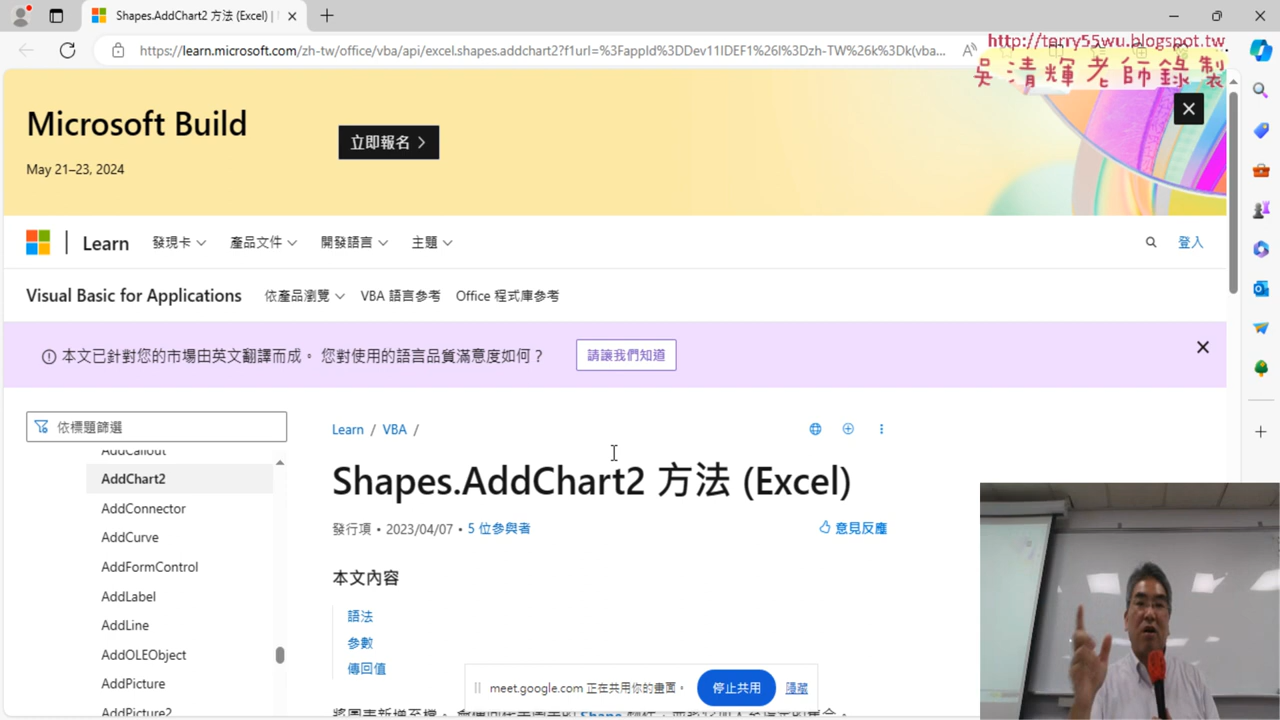 Shapes.AddChart2 方法 (Excel) |
https://learn.microsoft.com/zh-tw/office/vba/api/excel.shapes.addchart2?f1url=%3FappId%3DDev11IDEF1%26l%3Dzh-TW%26k%3Dk(vba...
http://terry55wu.blogspot.tw
吳清輝老師錄製
Microsoft Build
立即報名
May 21–23, 2024
Learn
發現卡
產品文件
開發語言
主題
登入
Visual Basic for Applications
依產品瀏覽
VBA 語言參考
Office 程式庫參考
本文已針對您的市場由英文翻譯而成。 您對使用的語言品質滿意度如何？
請讓我們知道
依標題篩選
AddCallout
AddChart2
AddConnector
AddCurve
AddFormControl
AddLabel
AddLine
AddOLEObject
AddPicture
AddPicture2
Learn / VBA /
Shapes.AddChart2 方法 (Excel)
發行項 • 2023/04/07 • 5 位參與者
意見反應
本文內容
語法
參數
傳回值
meet.google.com 正在共用你的畫面。
停止共用
隱藏